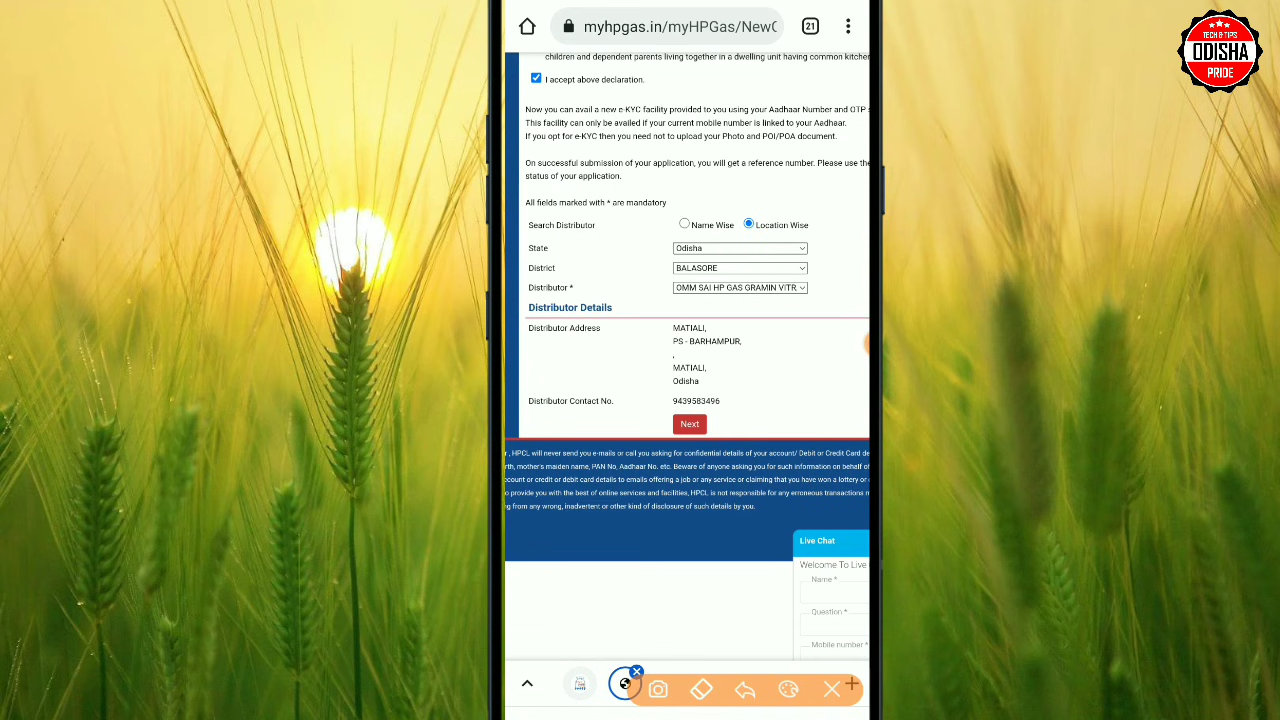 myhpgas.in/myHPGas/New
21
TECH & TIPS
ODISHA
PRIDE
children and dependent parents living together in a dwelling unit having common kitchen
I accept above declaration.
Now you can avail a new e-KYC facility provided to you using your Aadhaar Number and OTP
This facility can only be availed if your current mobile number is linked to your Aadhaar.
If you opt for e-KYC then you need not to upload your Photo and POI/POA document.
On successful submission of your application, you will get a reference number. Please use the
status of your application.
All fields marked with * are mandatory
Search Distributor Name Wise Location Wise
State Odisha
District BALASORE
Distributor * OMM SAI HP GAS GRAMIN VITR
Distributor Details
Distributor Address MATIALI,
PS - BARHAMPUR,
,
MATIALI,
Odisha
Distributor Contact No. 9439583496
Next
r , HPCL will never send you e-mails or call you asking for confidential details of your account/ Debit or Credit Card de
rth, mother's maiden name, PAN No, Aadhaar No. etc. Beware of anyone asking you for such information on behalf of
ccount or credit or debit card details to emails offering a job or any service or claiming that you have won a lottery or
o provide you with the best of online services and facilities, HPCL is not responsible for any erroneous transactions m
g from any wrong, inadvertent or other kind of disclosure of such details by you.
Live Chat
Welcome To Live
Name *
Question *
Mobile number *